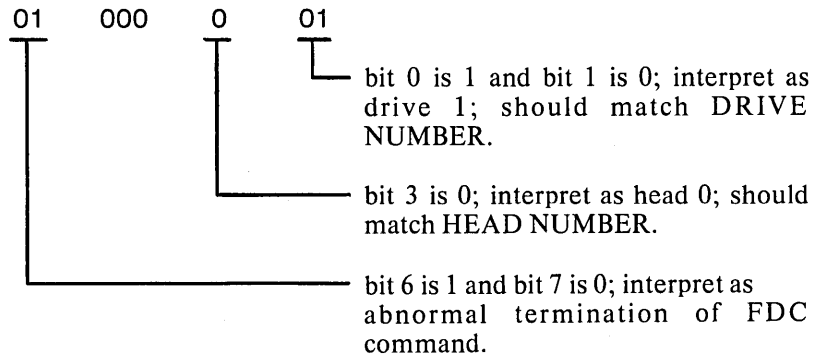 01 000 0 01
bit 0 is 1 and bit 1 is 0; interpret as
drive 1; should match DRIVE
NUMBER.
bit 3 is 0; interpret as head 0; should
match HEAD NUMBER.
bit 6 is 1 and bit 7 is 0; interpret as
abnormal termination of FDC
command.